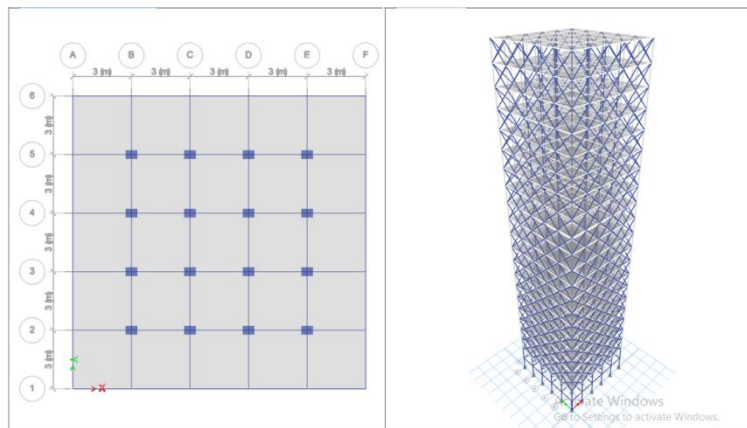 A B C D E F
3 (m) 3 (m) 3 (m) 3 (m) 3 (m)
6
3 (m)
5
3 (m)
4
3 (m)
3
3 (m)
2
3 (m)
1
Y
X
Activate Windows
Go to Settings to activate Windows.